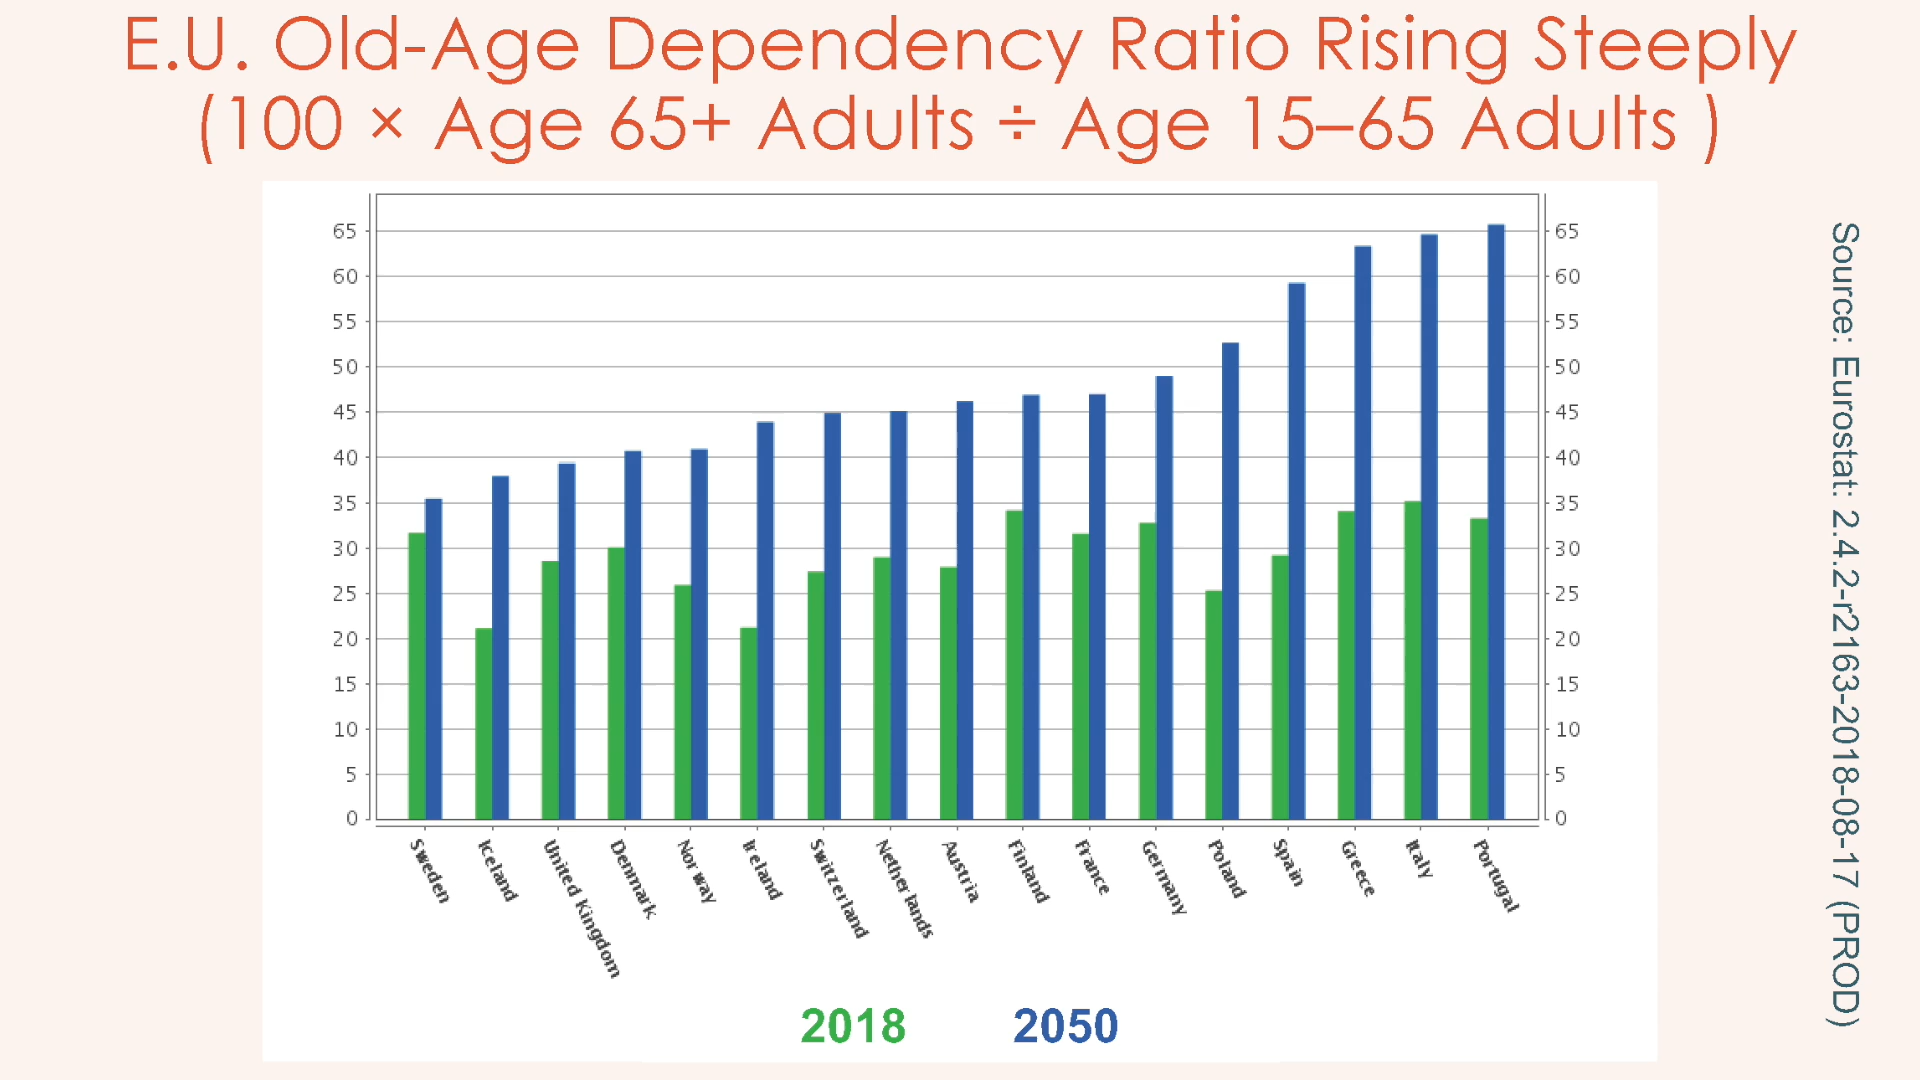 E.U. Old-Age Dependency Ratio Rising Steeply
(100 × Age 65+ Adults ÷ Age 15–65 Adults )
65
60
55
50
45
40
35
30
25
20
15
10
5
0
65
60
55
50
45
40
35
30
25
20
15
10
5
0
Sweden
Iceland
United Kingdom
Denmark
Norway
Ireland
Switzerland
Netherlands
Austria
Finland
France
Germany
Poland
Spain
Greece
Italy
Portugal
2018 2050
Source: Eurostat: 2.4.2-r2163-2018-08-17 (PROD)